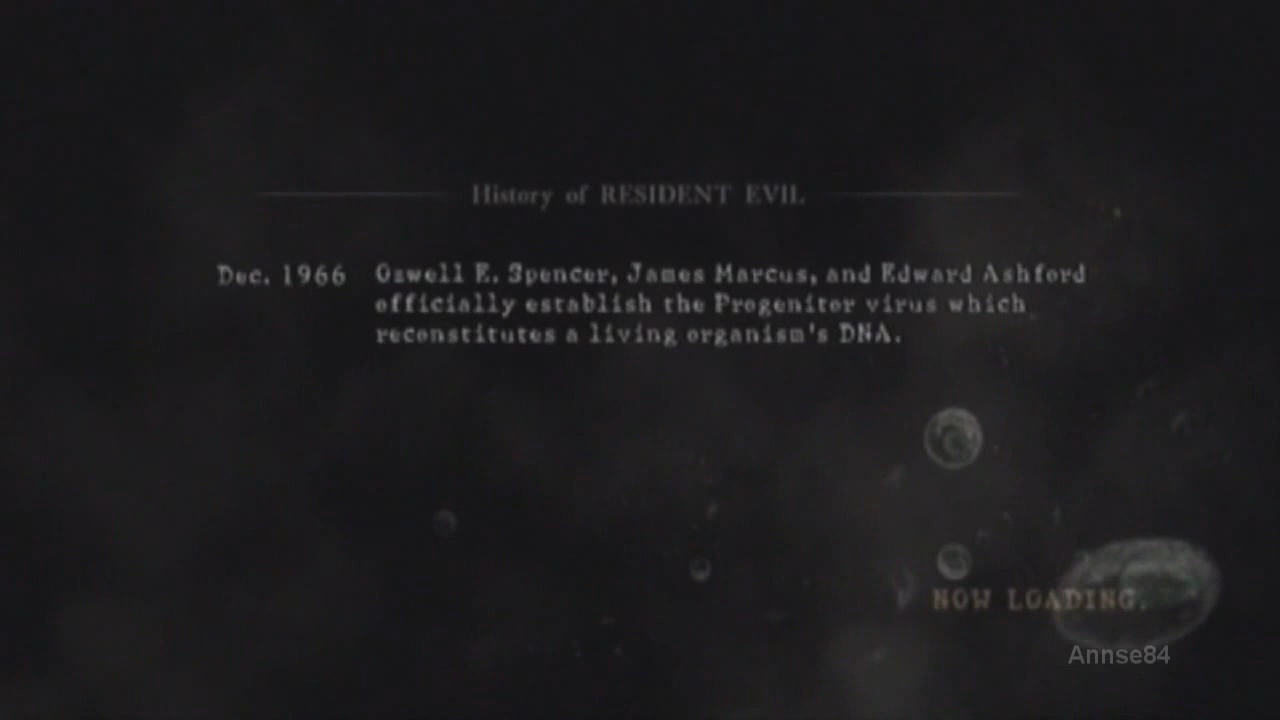 History of RESIDENT EVIL
Dec. 1966 Ozwell E. Spencer, James Marcus, and Edward Ashford
officially establish the Progenitor virus which
reconstitutes a living organism's DNA.
NOW LOADING.
Annse84